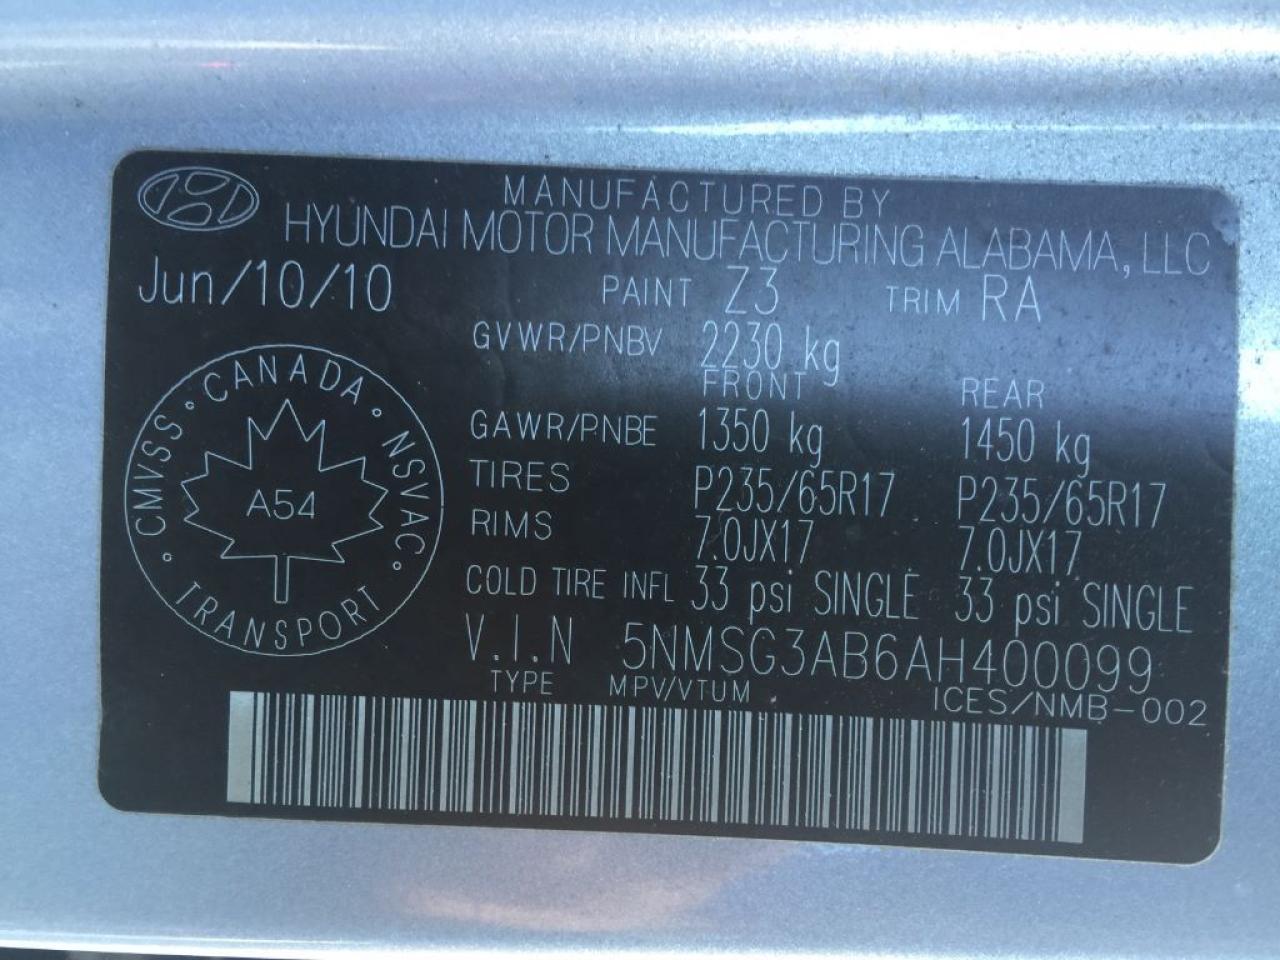 MANUFACTURED BY
HYUNDAI MOTOR MANUFACTURING ALABAMA, LLC
Jun/10/10 PAINT Z3 TRIM RA
GVWR/PNBV 2230 kg
FRONT REAR
GAWR/PNBE 1350 kg 1450 kg
TIRES P235/65R17 P235/65R17
RIMS 7.0JX17 7.0JX17
COLD TIRE INFL 33 psi SINGLE 33 psi SINGLE
V.I.N 5NMSG3AB6AH400099
TYPE MPV/VTUM ICES/NMB-002
CMVSS · CANADA · NSVAC · TRANSPORT ·
A54